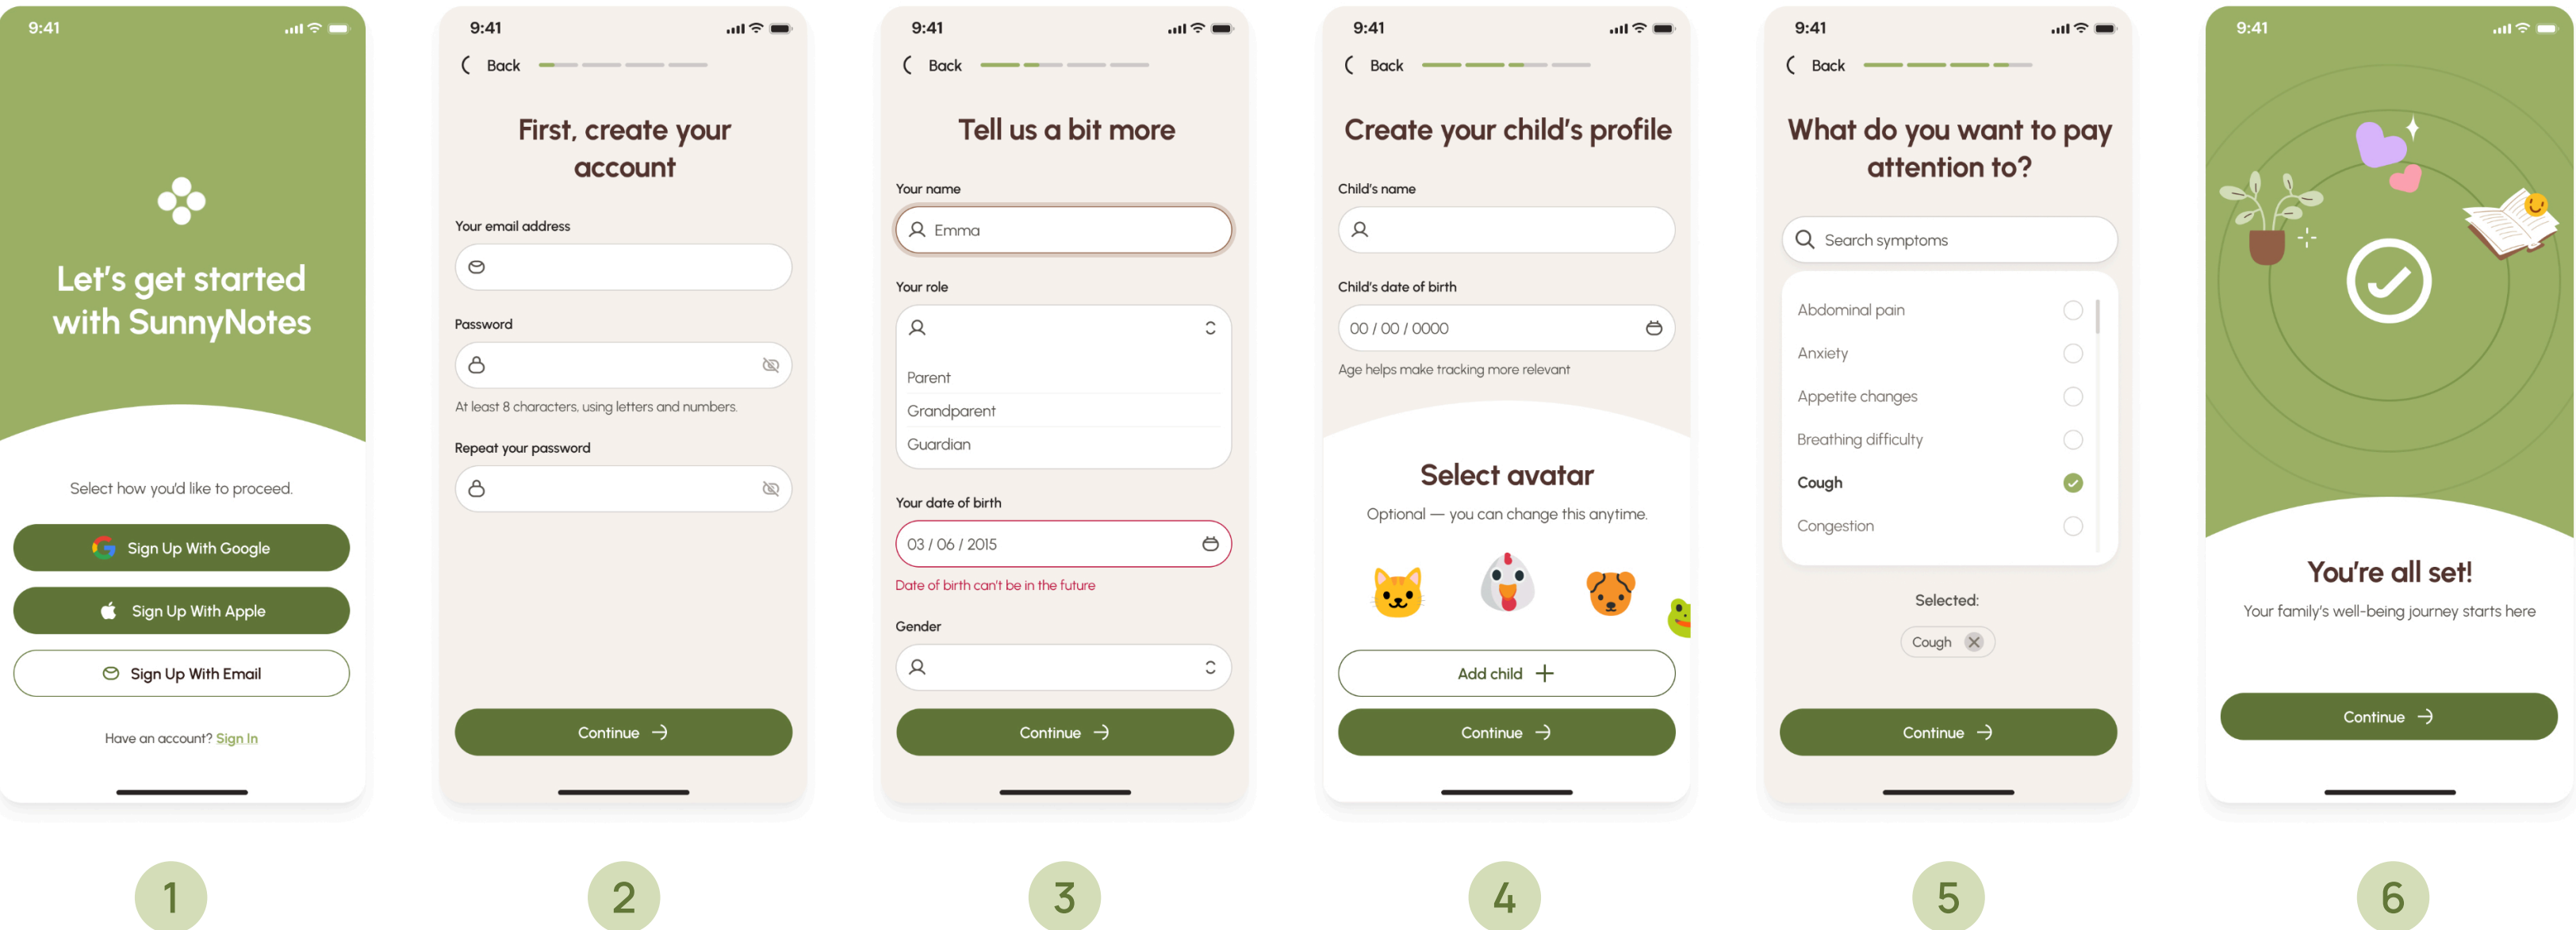 9:41
Let's get started
with SunnyNotes
Select how you'd like to proceed.
Sign Up With Google
Sign Up With Apple
Sign Up With Email
Have an account? Sign In
1
9:41
Back
First, create your
account
Your email address
Password
At least 8 characters, using letters and numbers.
Repeat your password
Continue
2
9:41
Back
Tell us a bit more
Your name
Emma
Your role
Parent
Grandparent
Guardian
Your date of birth
03 / 06 / 2015
Date of birth can't be in the future
Gender
Continue
3
9:41
Back
Create your child's profile
Child's name
Child's date of birth
00 / 00 / 0000
Age helps make tracking more relevant
Select avatar
Optional — you can change this anytime.
Add child
Continue
4
9:41
Back
What do you want to pay
attention to?
Search symptoms
Abdominal pain
Anxiety
Appetite changes
Breathing difficulty
Cough
Congestion
Selected:
Cough
Continue
5
9:41
You're all set!
Your family's well-being journey starts here
Continue
6